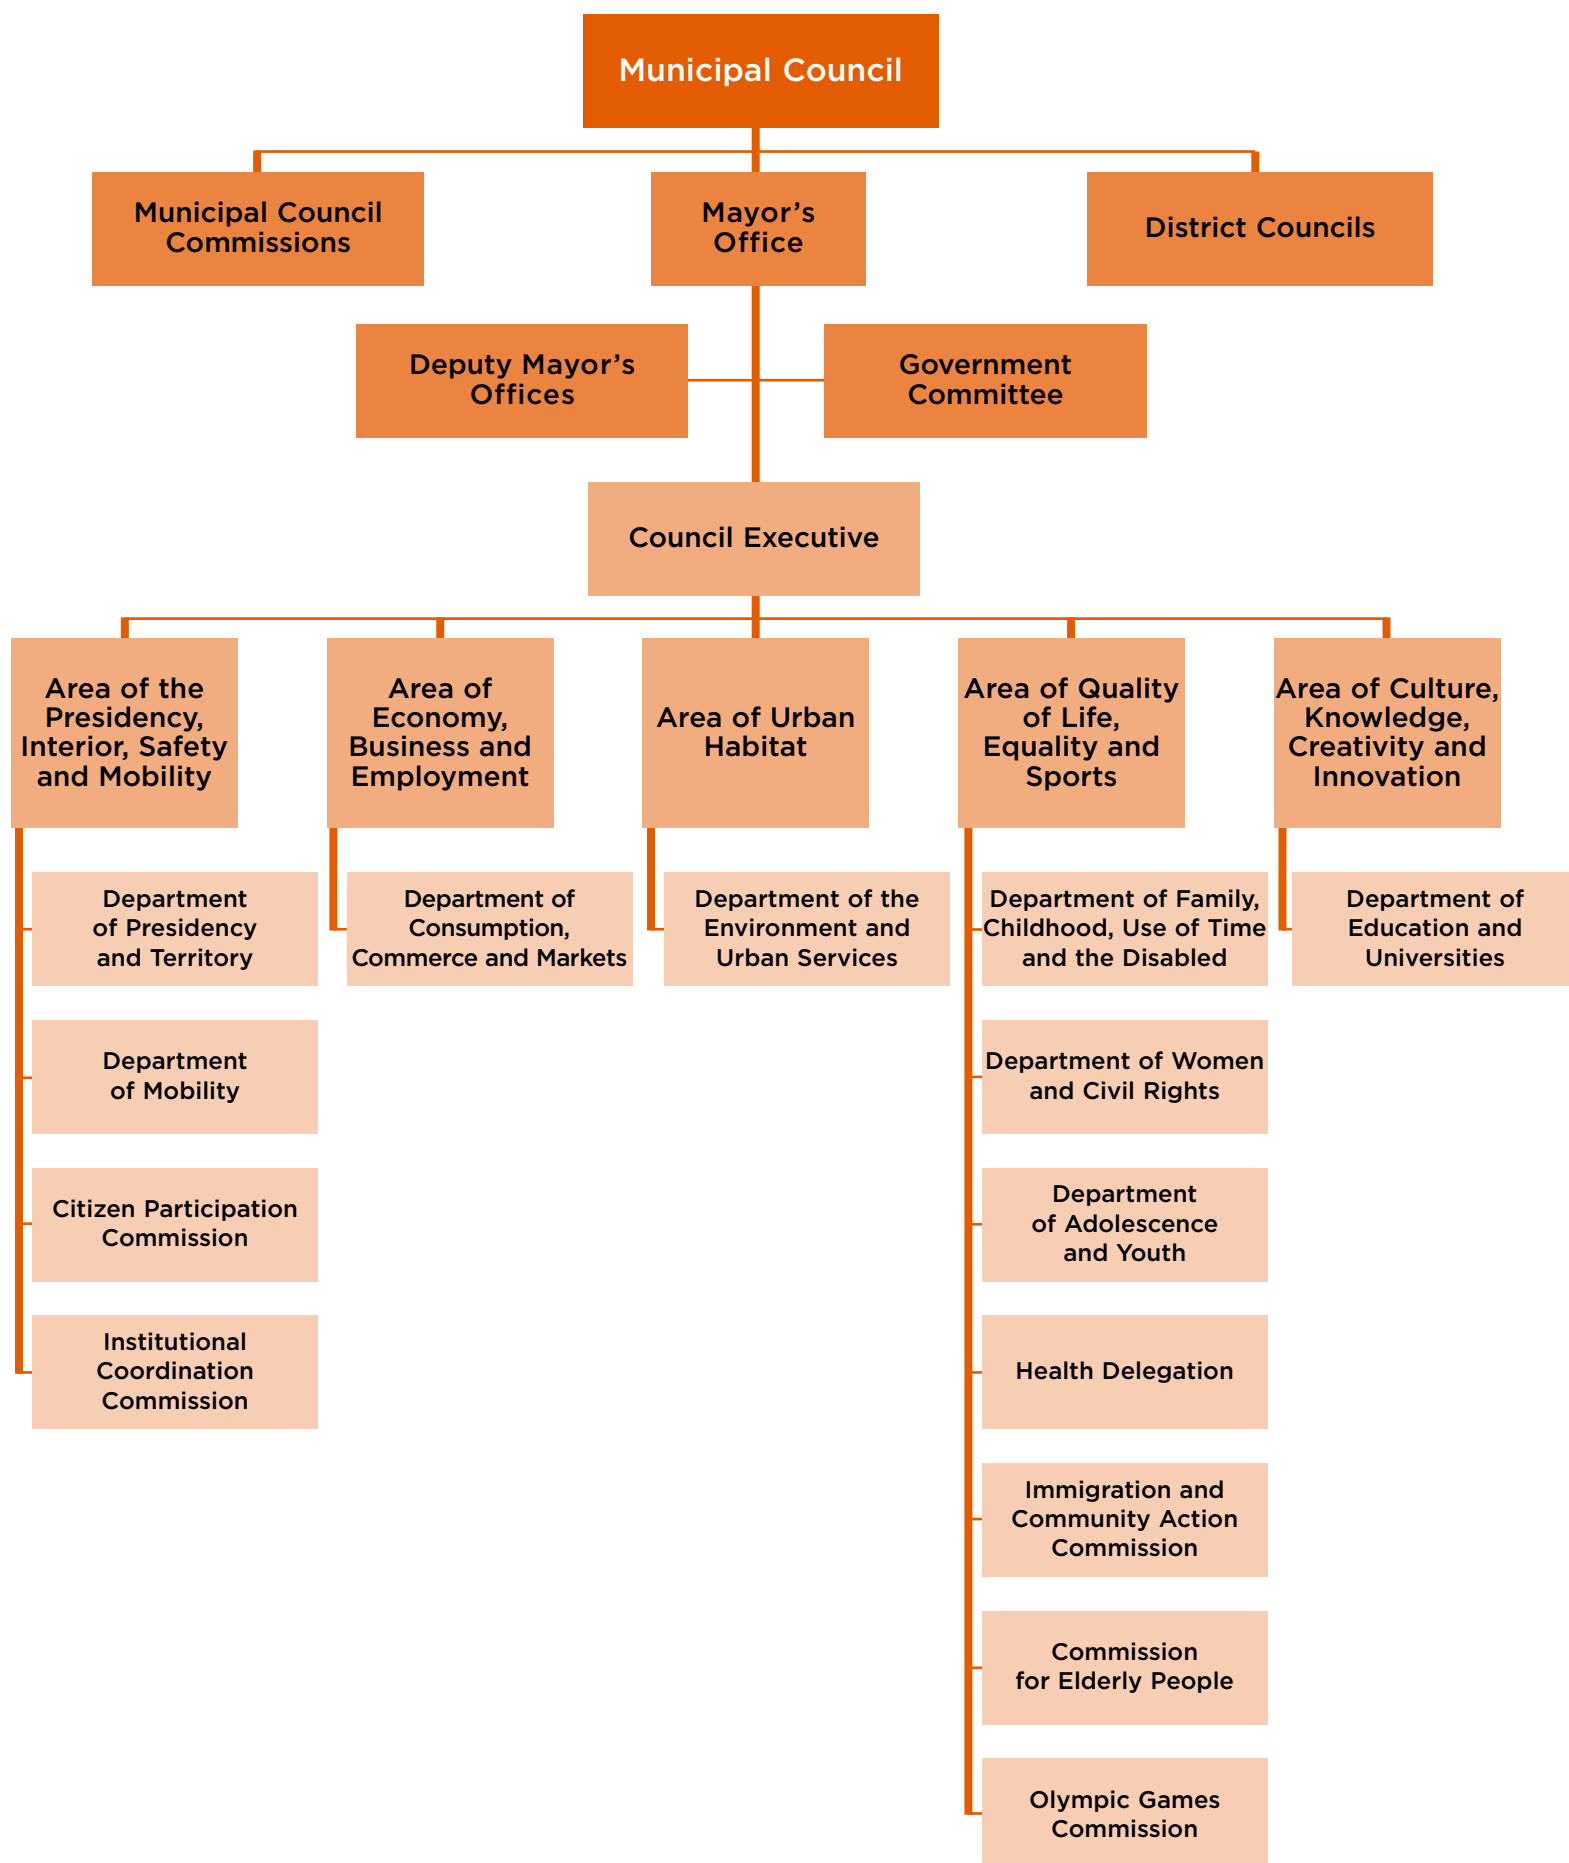 Municipal Council
Municipal Council
Commissions
Mayor’s
Office
District Councils
Deputy Mayor’s
Offices
Government
Committee
Council Executive
Area of the
Presidency,
Interior, Safety
and Mobility
Area of
Economy,
Business and
Employment
Area of Urban
Habitat
Area of Quality
of Life,
Equality and
Sports
Area of Culture,
Knowledge,
Creativity and
Innovation
Department
of Presidency
and Territory
Department
of Mobility
Citizen Participation
Commission
Institutional
Coordination
Commission
Department of
Consumption,
Commerce and Markets
Department of the
Environment and
Urban Services
Department of Family,
Childhood, Use of Time
and the Disabled
Department of Women
and Civil Rights
Department
of Adolescence
and Youth
Health Delegation
Immigration and
Community Action
Commission
Commission
for Elderly People
Olympic Games
Commission
Department of
Education and
Universities